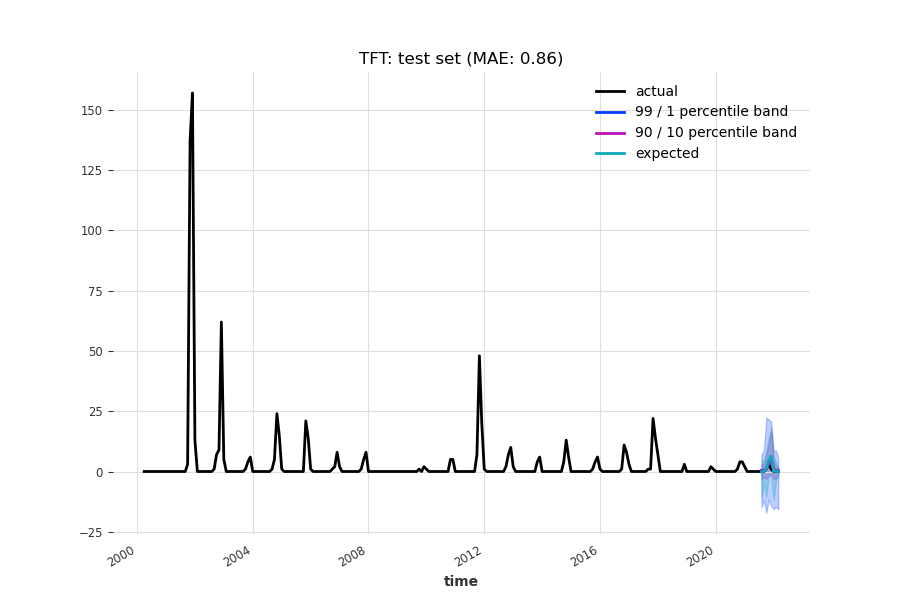 TFT: test set (MAE: 0.86)
actual
99 / 1 percentile band
90 / 10 percentile band
expected
150
125
100
75
50
25
0
−25
2000
2004
2008
2012
2016
2020
time